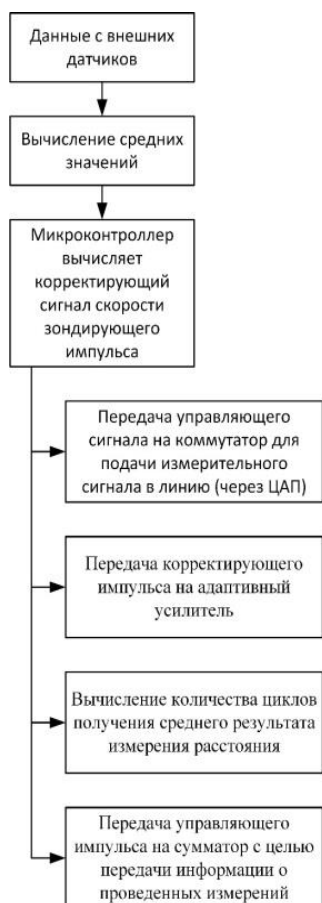 Данные с внешних
датчиков
Вычисление средних
значений
Микроконтроллер
вычисляет
корректирующий
сигнал скорости
зондирующего
импульса
Передача управляющего
сигнала на коммутатор для
подачи измерительного
сигнала в линию (через ЦАП)
Передача корректирующего
импульса на адаптивный
усилитель
Вычисление количества циклов
получения среднего результата
измерения расстояния
Передача управляющего
импульса на сумматор с целью
передачи информации о
проведенных измерений